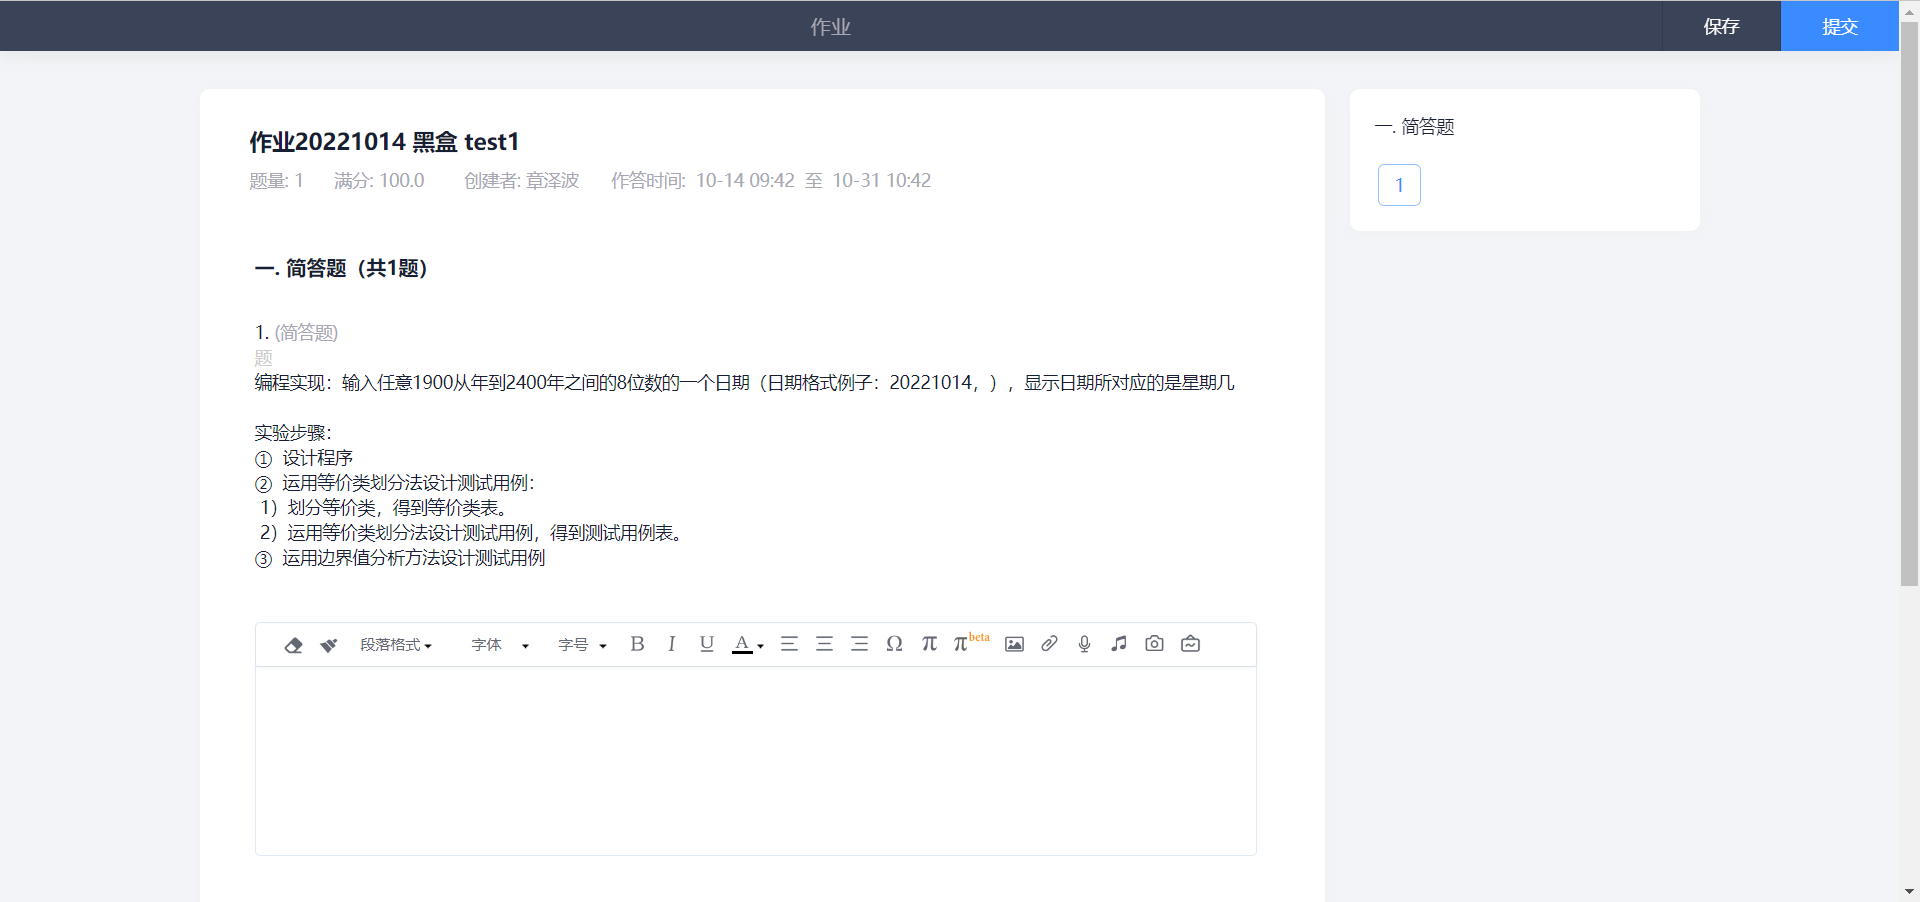 作业
保存
提交
作业20221014 黑盒 test1
题量: 1 满分: 100.0 创建者: 章泽波 作答时间: 10-14 09:42 至 10-31 10:42
一. 简答题（共1题）
1. (简答题)
题
编程实现：输入任意1900从年到2400年之间的8位数的一个日期（日期格式例子：20221014，），显示日期所对应的是星期几
实验步骤：
① 设计程序
② 运用等价类划分法设计测试用例：
1）划分等价类，得到等价类表。
2）运用等价类划分法设计测试用例，得到测试用例表。
③ 运用边界值分析方法设计测试用例
段落格式 字体 字号 B I U A Ω π π beta
一. 简答题
1